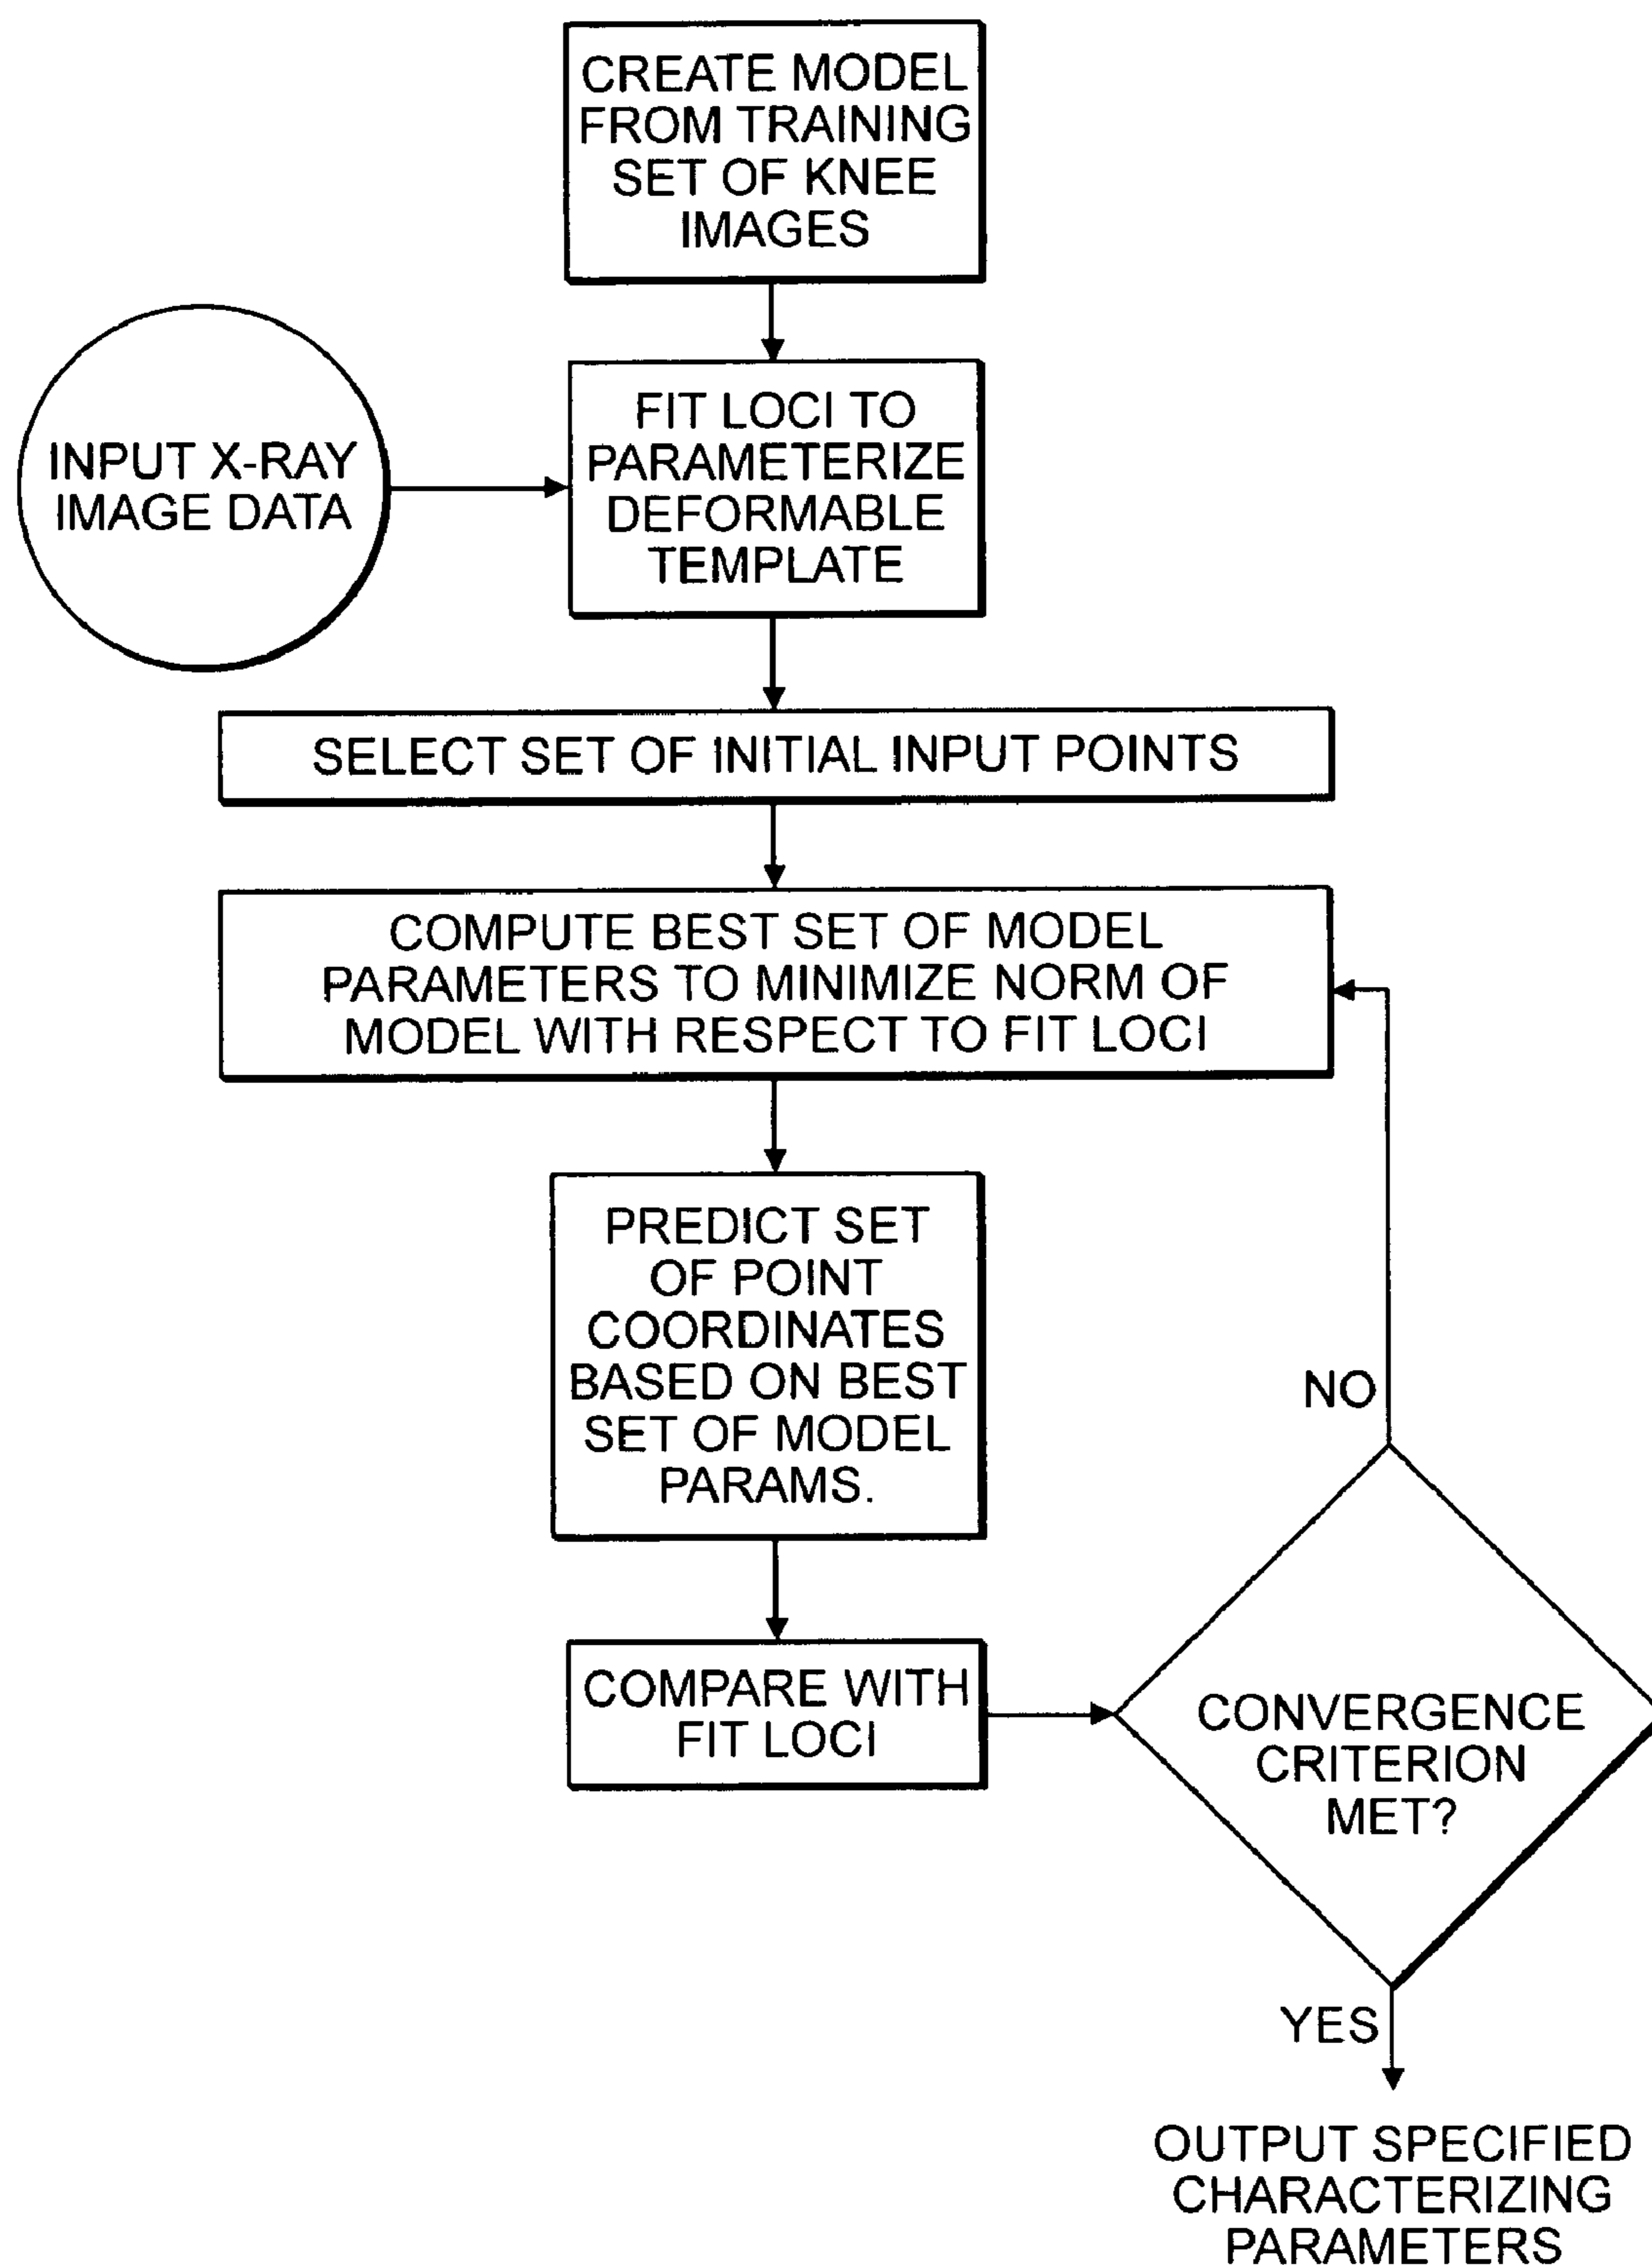 CREATE MODEL
FROM TRAINING
SET OF KNEE
IMAGES
INPUT X-RAY
IMAGE DATA
FIT LOCI TO
PARAMETERIZE
DEFORMABLE
TEMPLATE
SELECT SET OF INITIAL INPUT POINTS
COMPUTE BEST SET OF MODEL
PARAMETERS TO MINIMIZE NORM OF
MODEL WITH RESPECT TO FIT LOCI
PREDICT SET
OF POINT
COORDINATES
BASED ON BEST
SET OF MODEL
PARAMS.
COMPARE WITH
FIT LOCI
NO
CONVERGENCE
CRITERION
MET?
YES
OUTPUT SPECIFIED
CHARACTERIZING
PARAMETERS